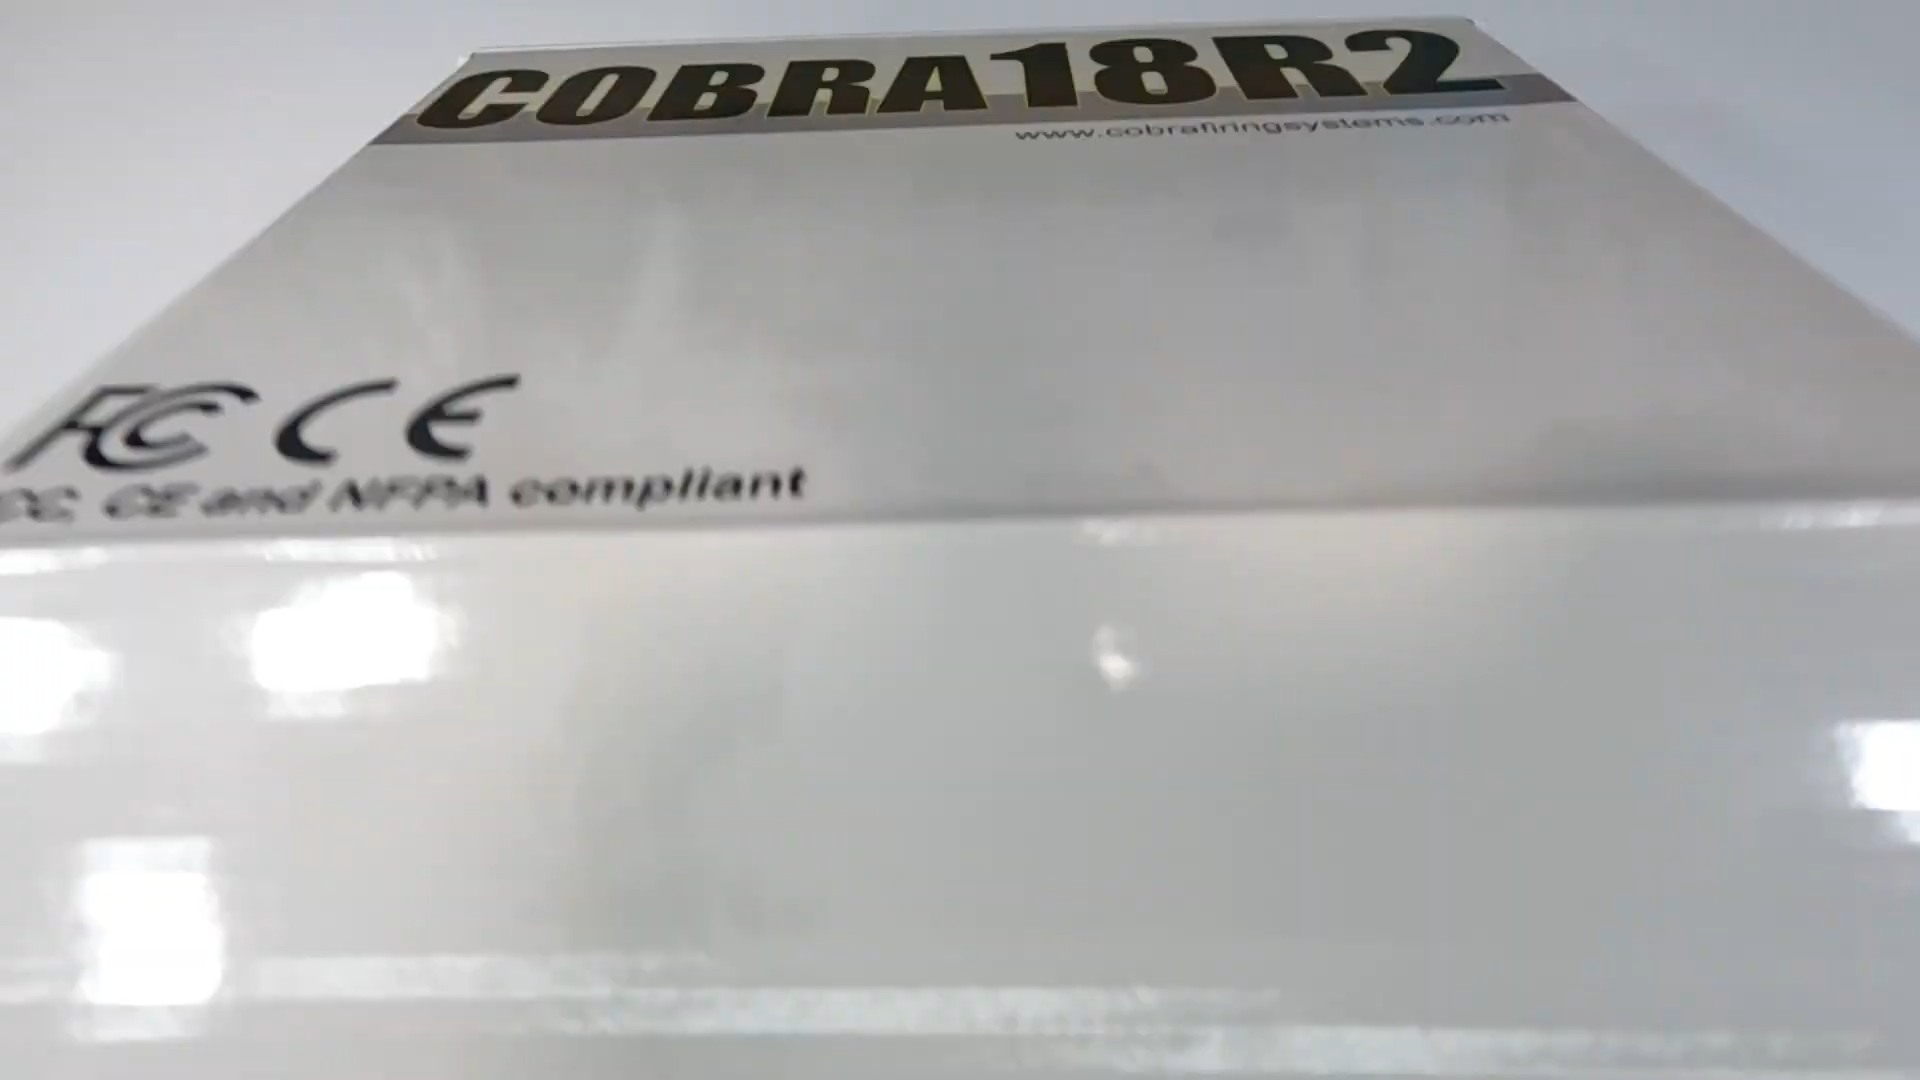 COBRA18R2
www.cobrafiringsystems.com
FC CE
CE and NFPA compliant